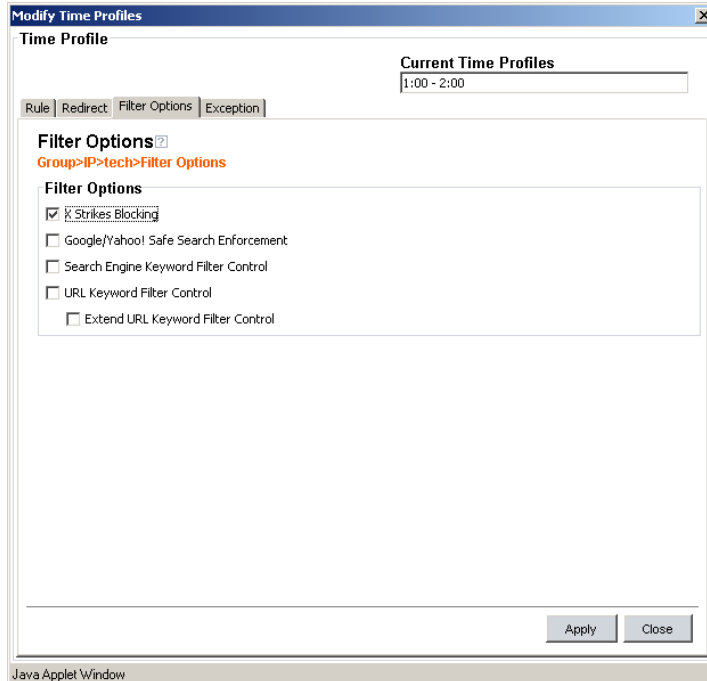 Modify Time Profiles
Time Profile
Current Time Profiles
1:00 - 2:00
Rule Redirect Filter Options Exception
Filter Options
Group>IP>tech>Filter Options
Filter Options
X Strikes Blocking
Google/Yahoo! Safe Search Enforcement
Search Engine Keyword Filter Control
URL Keyword Filter Control
Extend URL Keyword Filter Control
Apply Close
Java Applet Window